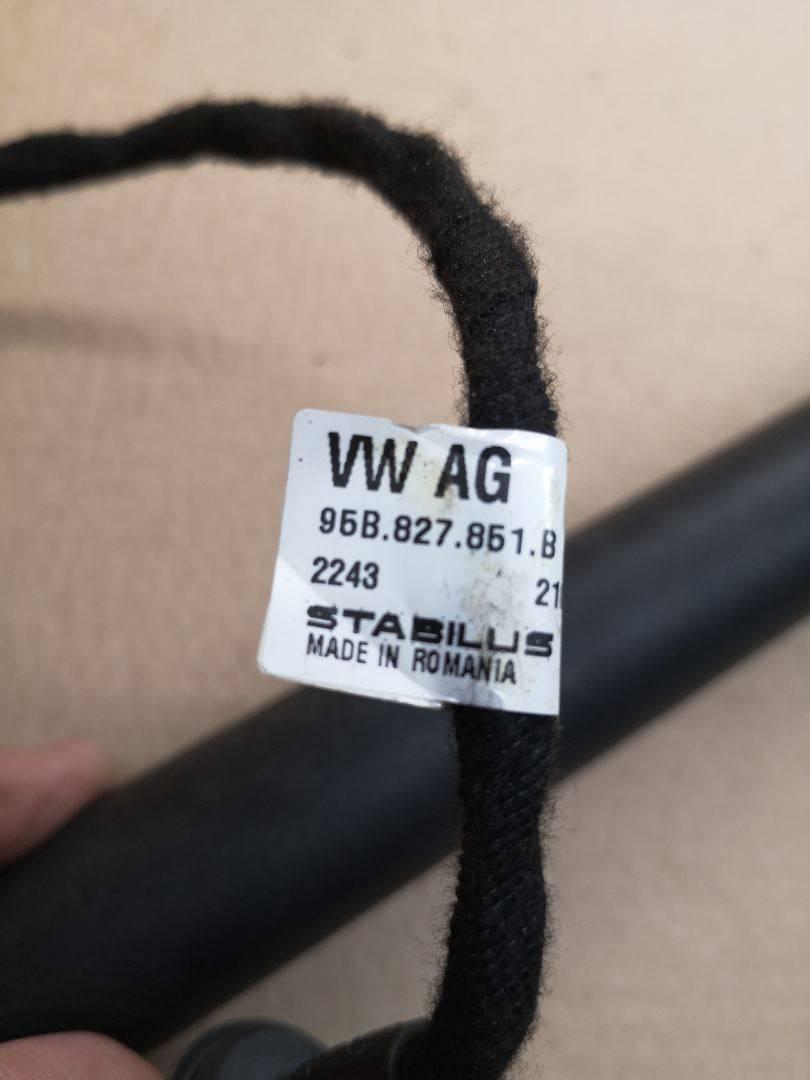 VW AG
95B.827.851.B
2243
STABILUS
MADE IN ROMANIA